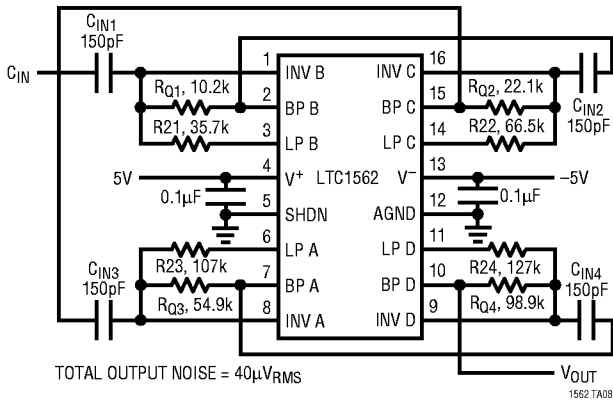 CIN1
150pF
CIN
1
INV B
INV C
16
RQ1, 10.2k
2
BP B
BP C
15
RQ2, 22.1k
CIN2
150pF
R21, 35.7k
3
LP B
LP C
14
R22, 66.5k
5V
4
V+
LTC1562
V−
13
−5V
0.1µF
5
SHDN
AGND
12
0.1µF
6
LP A
LP D
11
CIN3
150pF
R23, 107k
7
BP A
BP D
10
R24, 127k
CIN4
150pF
RQ3, 54.9k
8
INV A
INV D
9
RQ4, 98.9k
TOTAL OUTPUT NOISE = 40µVRMS
VOUT
1562 TA08